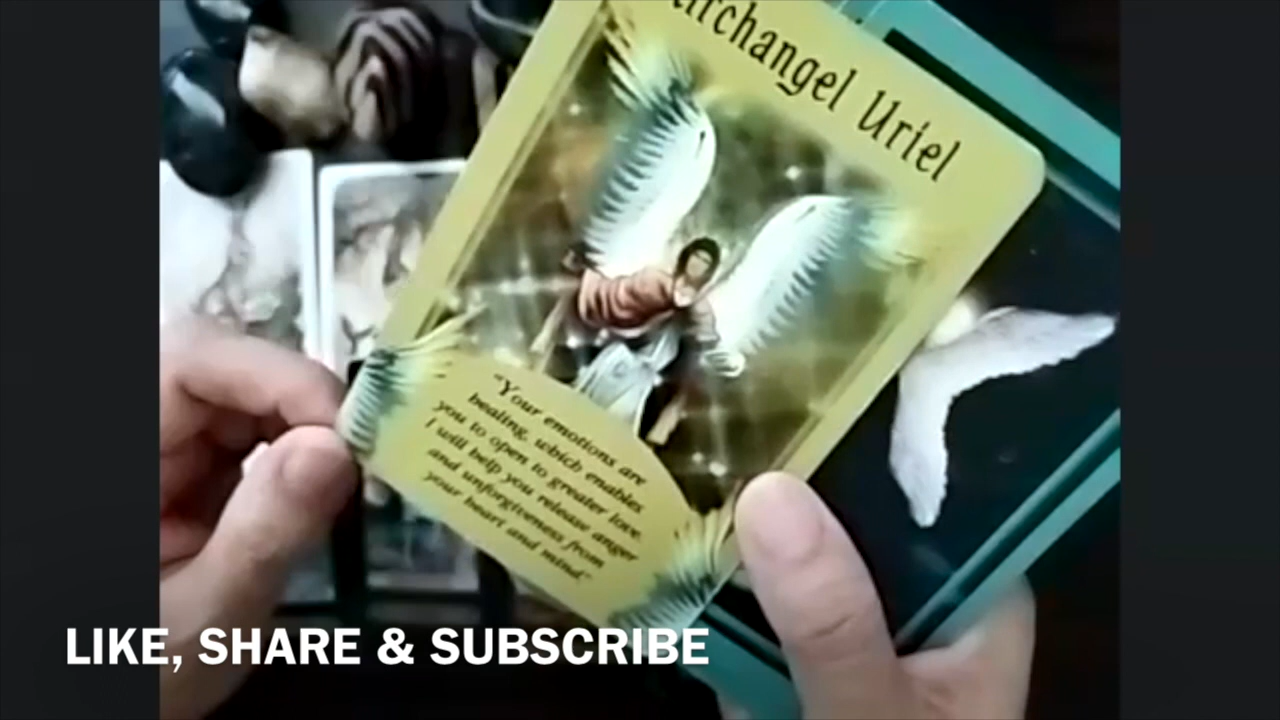 Archangel Uriel
"Your emotions are
healing, which enables
you to open to greater love.
I will help you release anger
and unforgiveness from
your heart and mind."
LIKE, SHARE & SUBSCRIBE